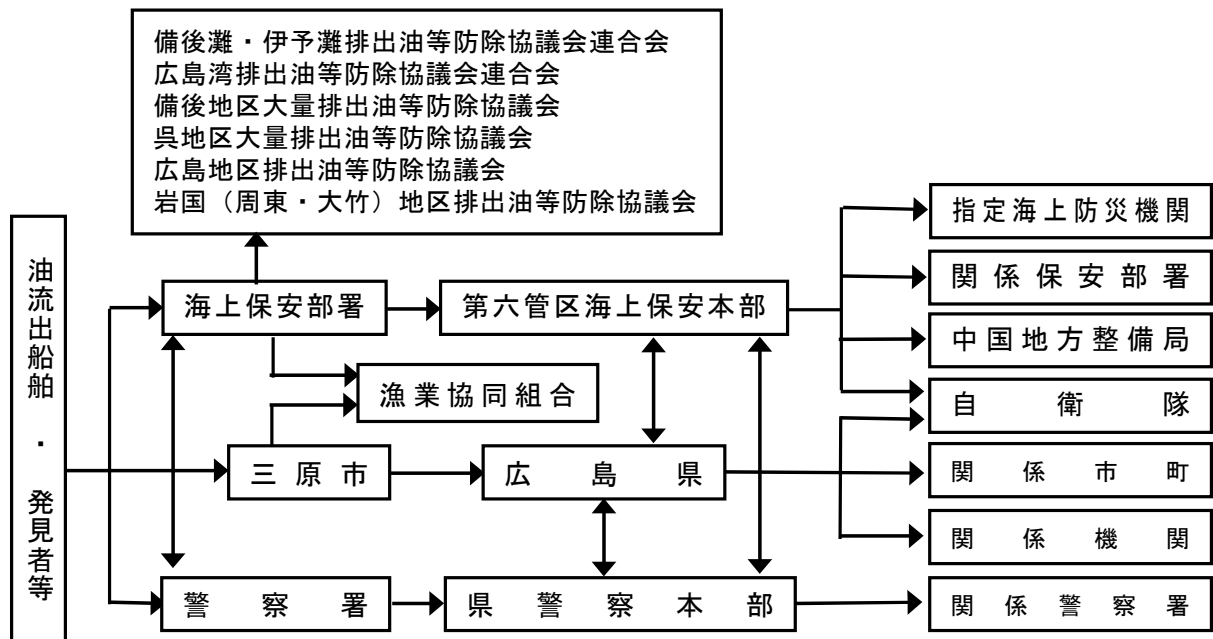 備後灘・伊予灘排出油等防除協議会連合会
広島湾排出油等防除協議会連合会
備後地区大量排出油等防除協議会
呉地区大量排出油等防除協議会
広島地区排出油等防除協議会
岩国（周東・大竹）地区排出油等防除協議会
油流出船舶・発見者等
海上保安部署
第六管区海上保安本部
指定海上防災機関
関係保安部署
中国地方整備局
漁業協同組合
自衛隊
三原市
広島県
関係市町
関係機関
警察署
県警察本部
関係警察署